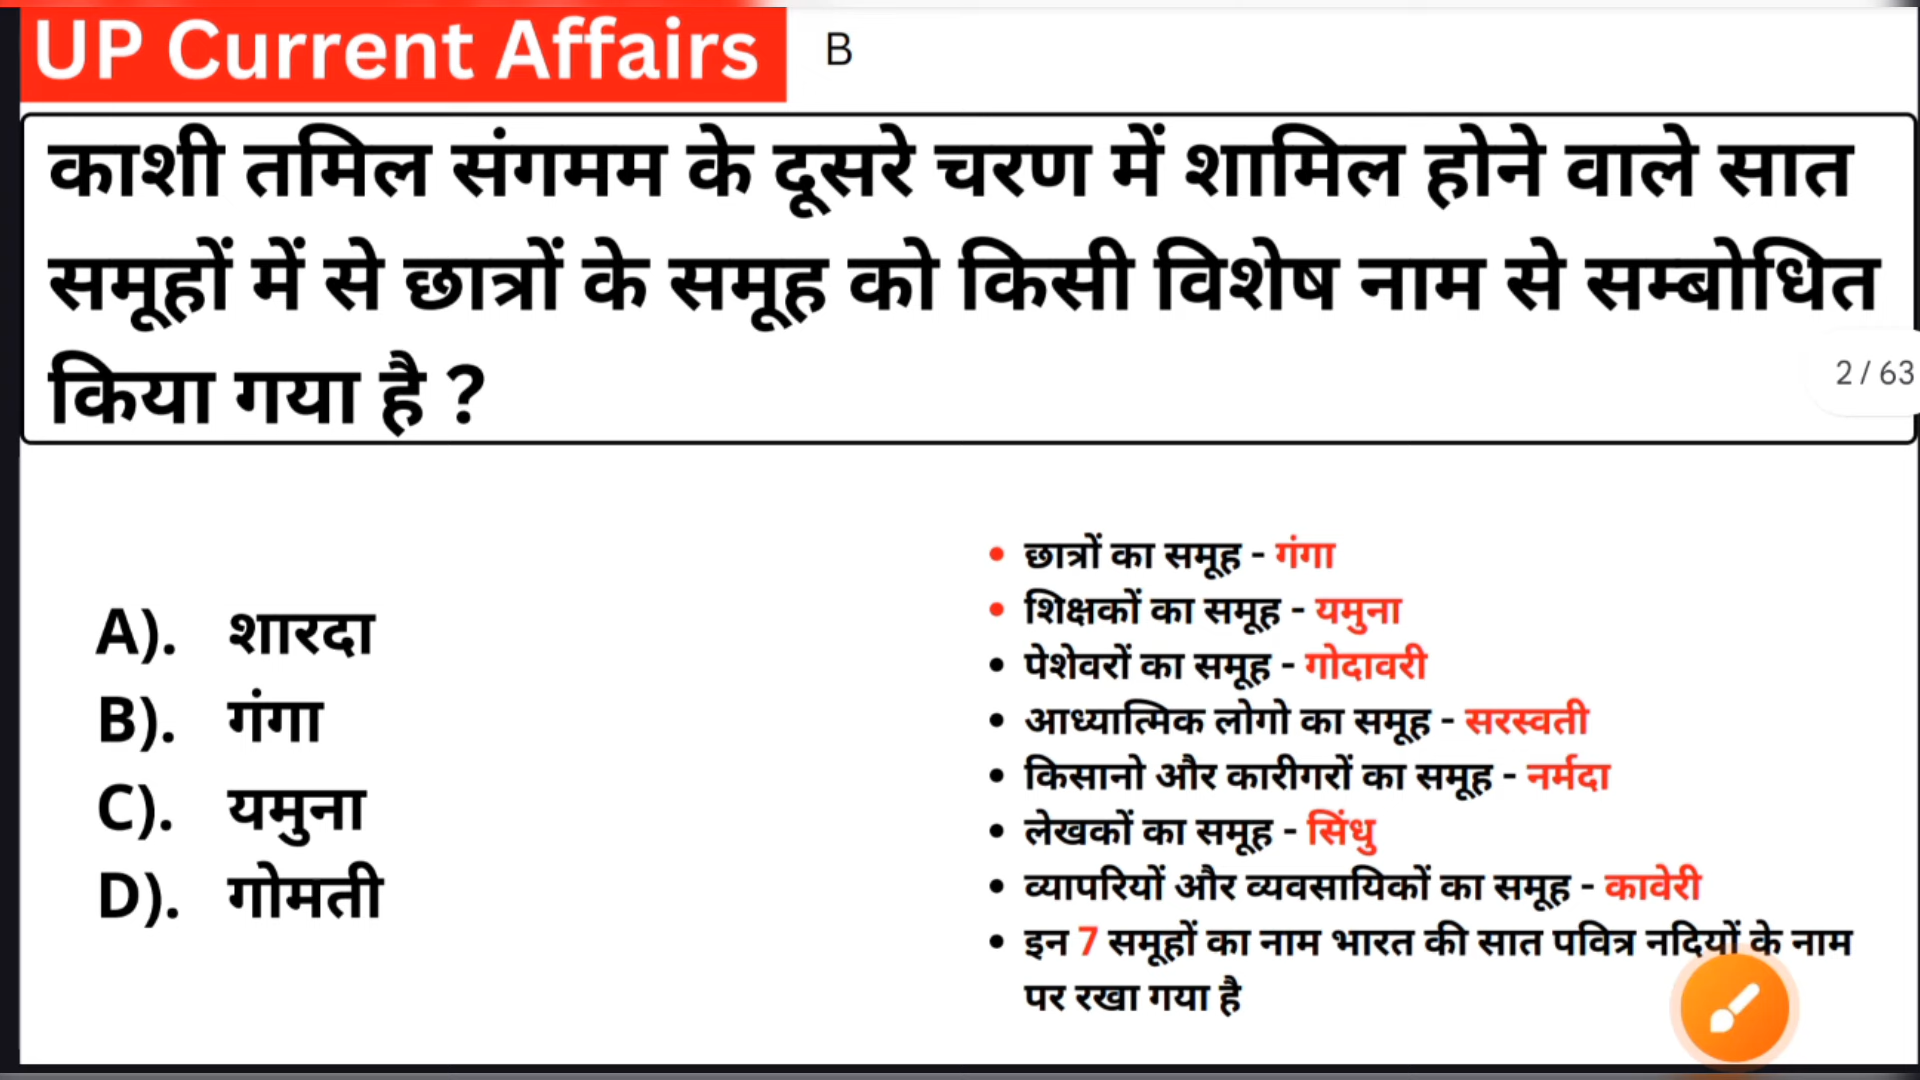 UP Current Affairs
B
काशी तमिल संगमम के दूसरे चरण में शामिल होने वाले सात
समूहों में से छात्रों के समूह को किसी विशेष नाम से सम्बोधित
किया गया है ?
2 / 63
A). शारदा
B). गंगा
C). यमुना
D). गोमती
• छात्रों का समूह - गंगा
• शिक्षकों का समूह - यमुना
• पेशेवरों का समूह - गोदावरी
• आध्यात्मिक लोगो का समूह - सरस्वती
• किसानो और कारीगरों का समूह - नर्मदा
• लेखकों का समूह - सिंधु
• व्यापरियों और व्यवसायिकों का समूह - कावेरी
• इन 7 समूहों का नाम भारत की सात पवित्र नदियों के नाम
पर रखा गया है